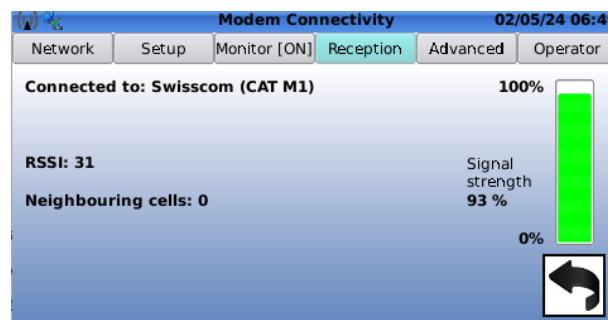 Modem Connectivity 02/05/24 06:4
Network Setup Monitor [ON] Reception Advanced Operator
Connected to: Swisscom (CAT M1) 100%
RSSI: 31
Signal
strength
Neighbouring cells: 0
93 %
0%